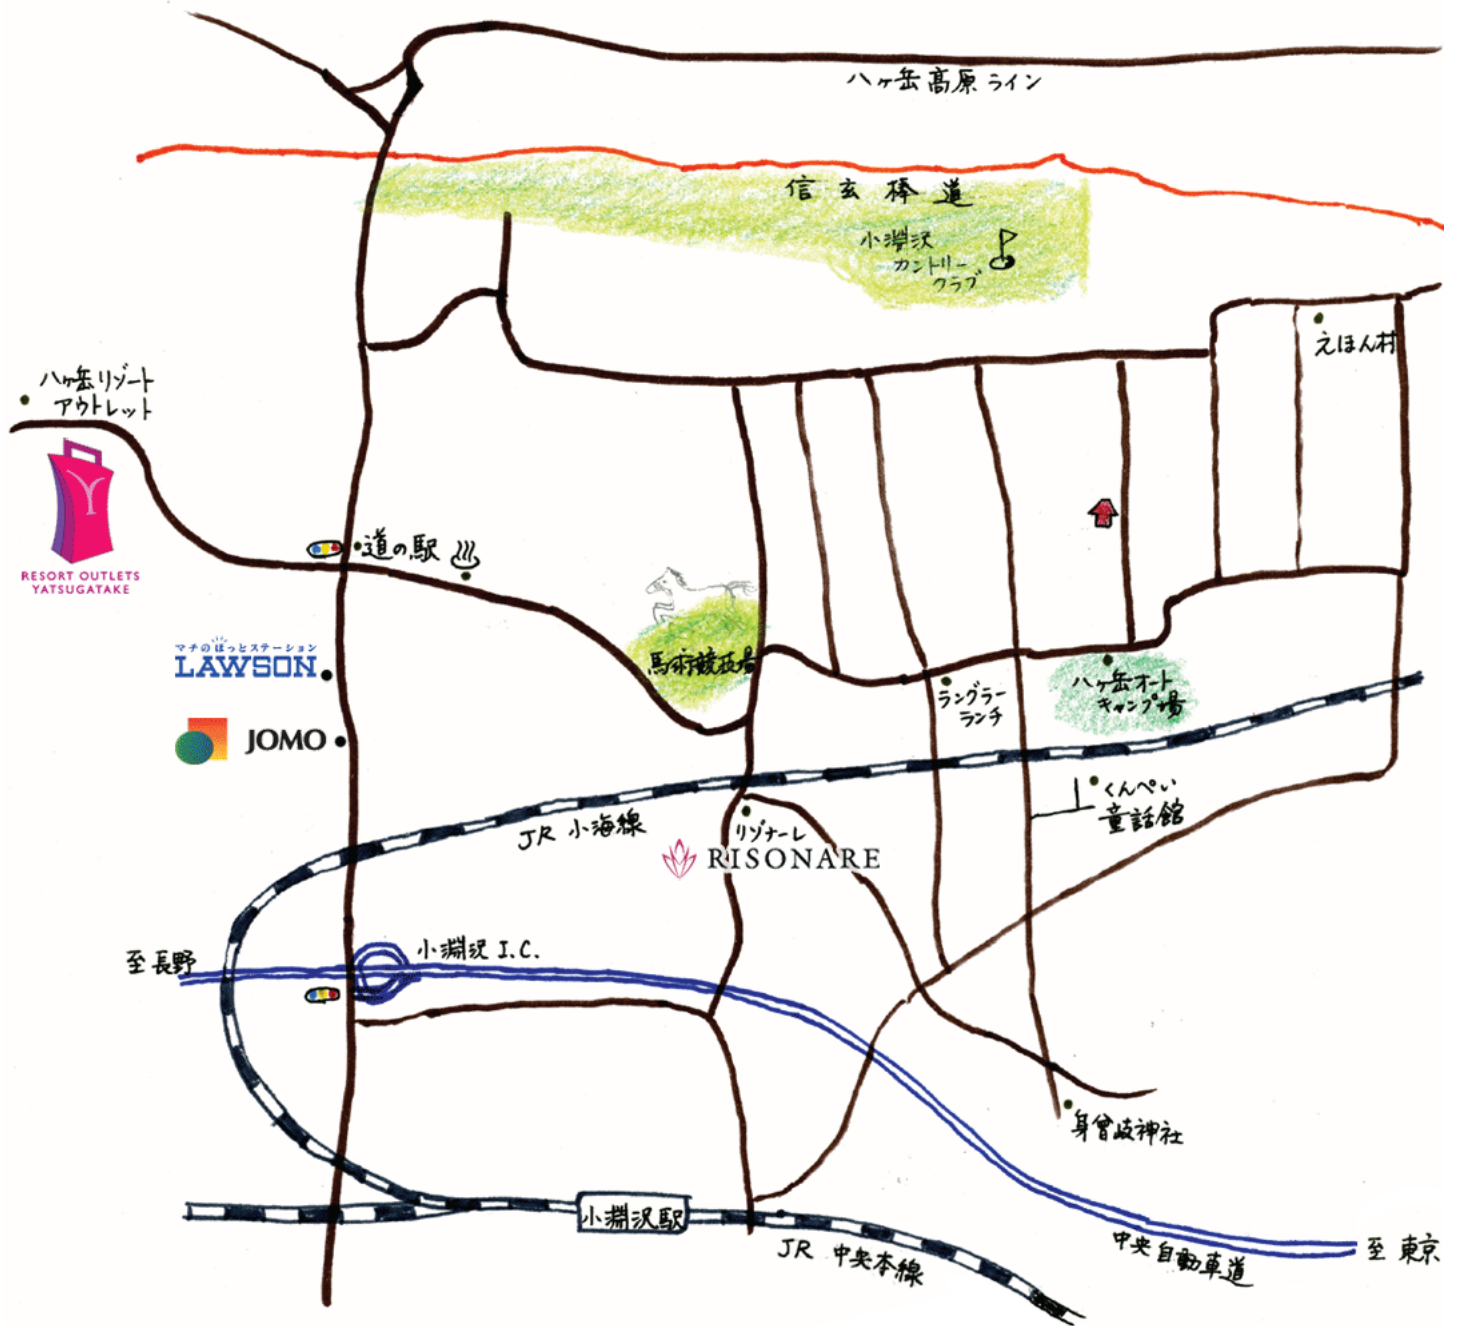 八ヶ岳高原ライン
信玄棒道
小淵沢
カントリー
クラブ
えほん村
八ヶ岳リゾート
アウトレット
RESORT OUTLETS
YATSUGATAKE
道の駅
マチのほっとステーション
LAWSON
馬術競技場
JOMO
ラングラー
ランチ
八ヶ岳オート
キャンプ場
くんぺい
童話館
JR 小海線
リゾナーレ
RISONARE
至長野
小淵沢 I.C.
身曾岐神社
小淵沢駅
JR 中央本線
中央自動車道
至 東京